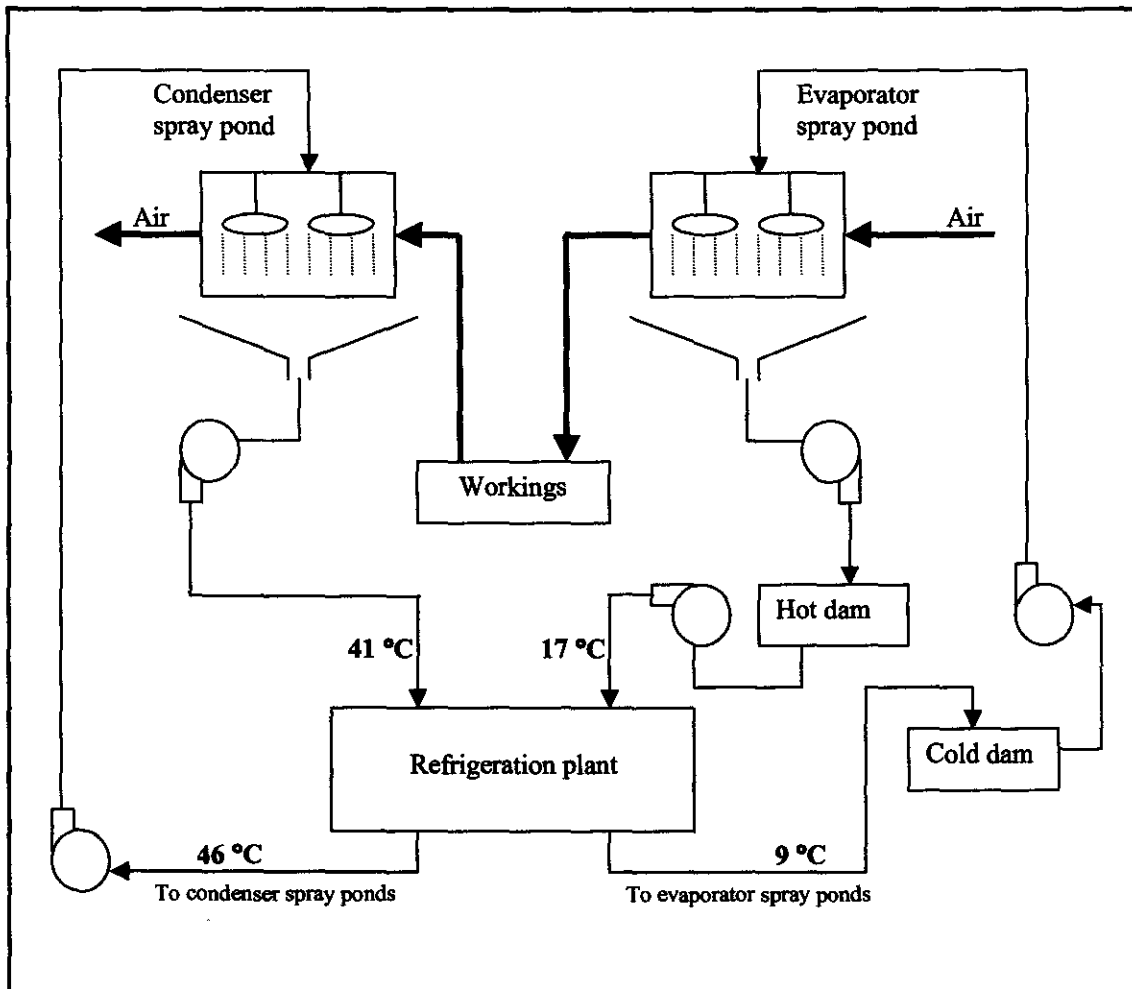 Condenser
spray pond
Evaporator
spray pond
Air
Air
Workings
Hot dam
41 °C
17 °C
Refrigeration plant
Cold dam
46 °C
9 °C
To condenser spray ponds
To evaporator spray ponds